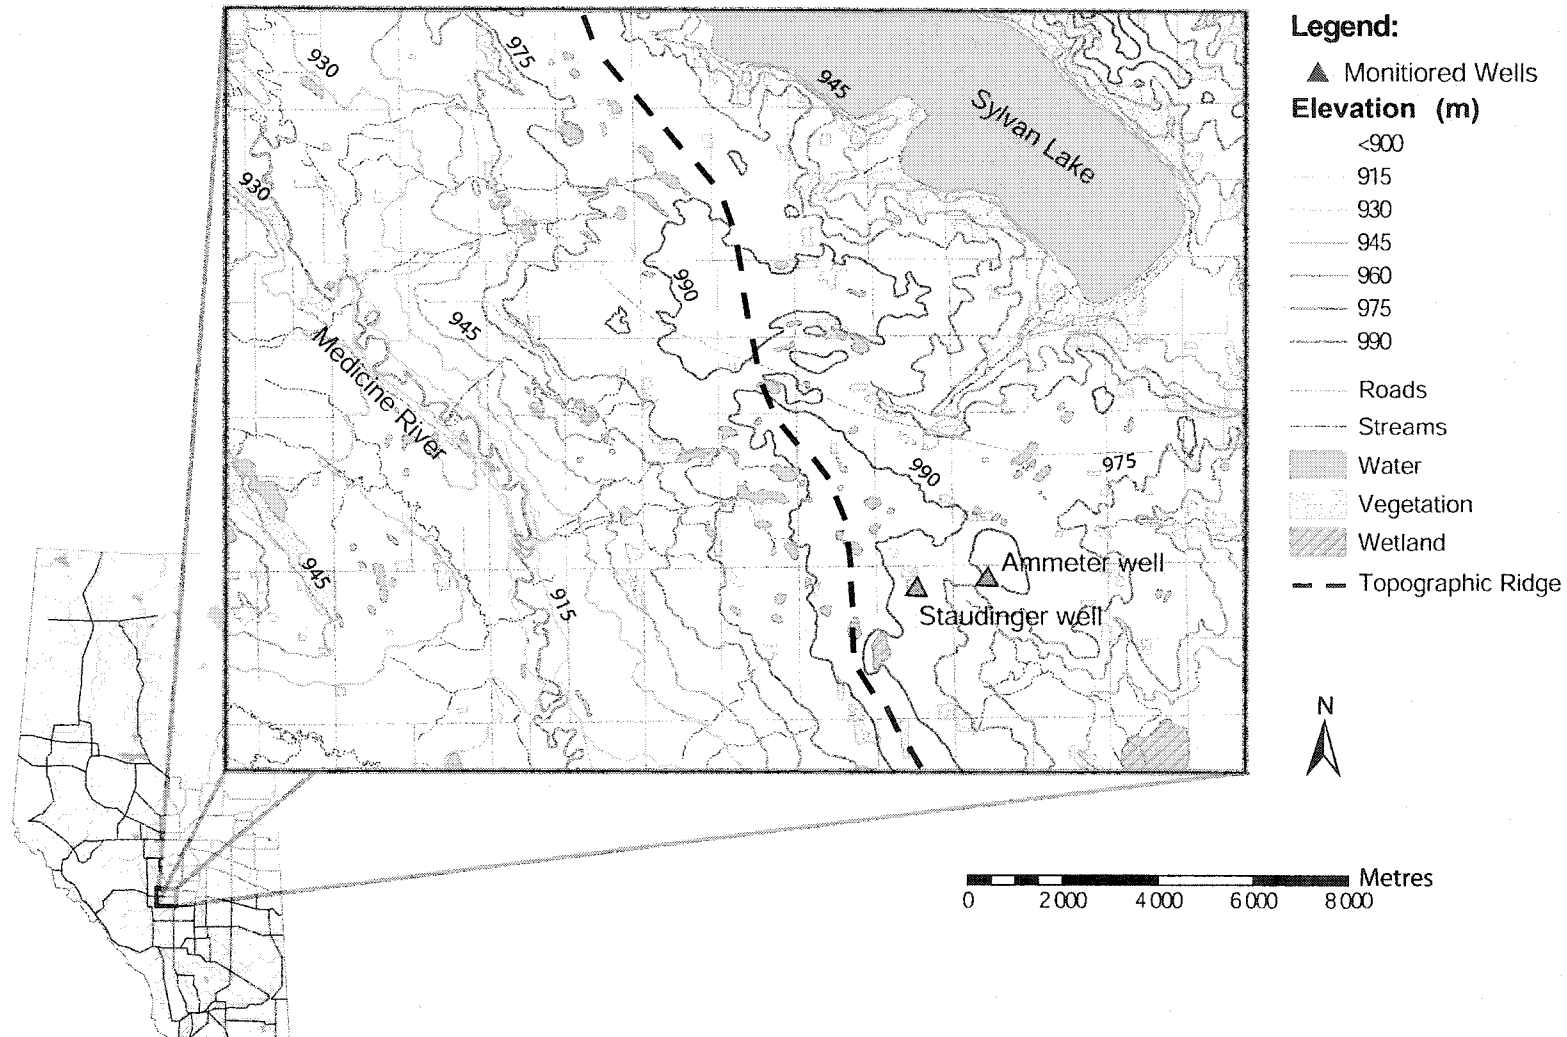 930
975
945
Sylvan Lake
930
990
945
Medicine River
990
975
945
915
Ammeter well
Staudinger well
Legend:
Monitiored Wells
Elevation (m)
<900
915
930
945
960
975
990
Roads
Streams
Water
Vegetation
Wetland
Topographic Ridge
N
Metres
0 2 000 4 000 6 000 8 000